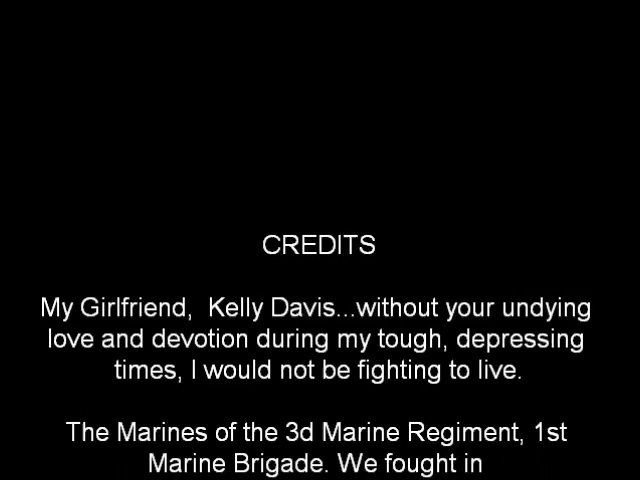 CREDITS
My Girlfriend,  Kelly Davis...without your undying
love and devotion during my tough, depressing
times, I would not be fighting to live.
The Marines of the 3d Marine Regiment, 1st
Marine Brigade. We fought in